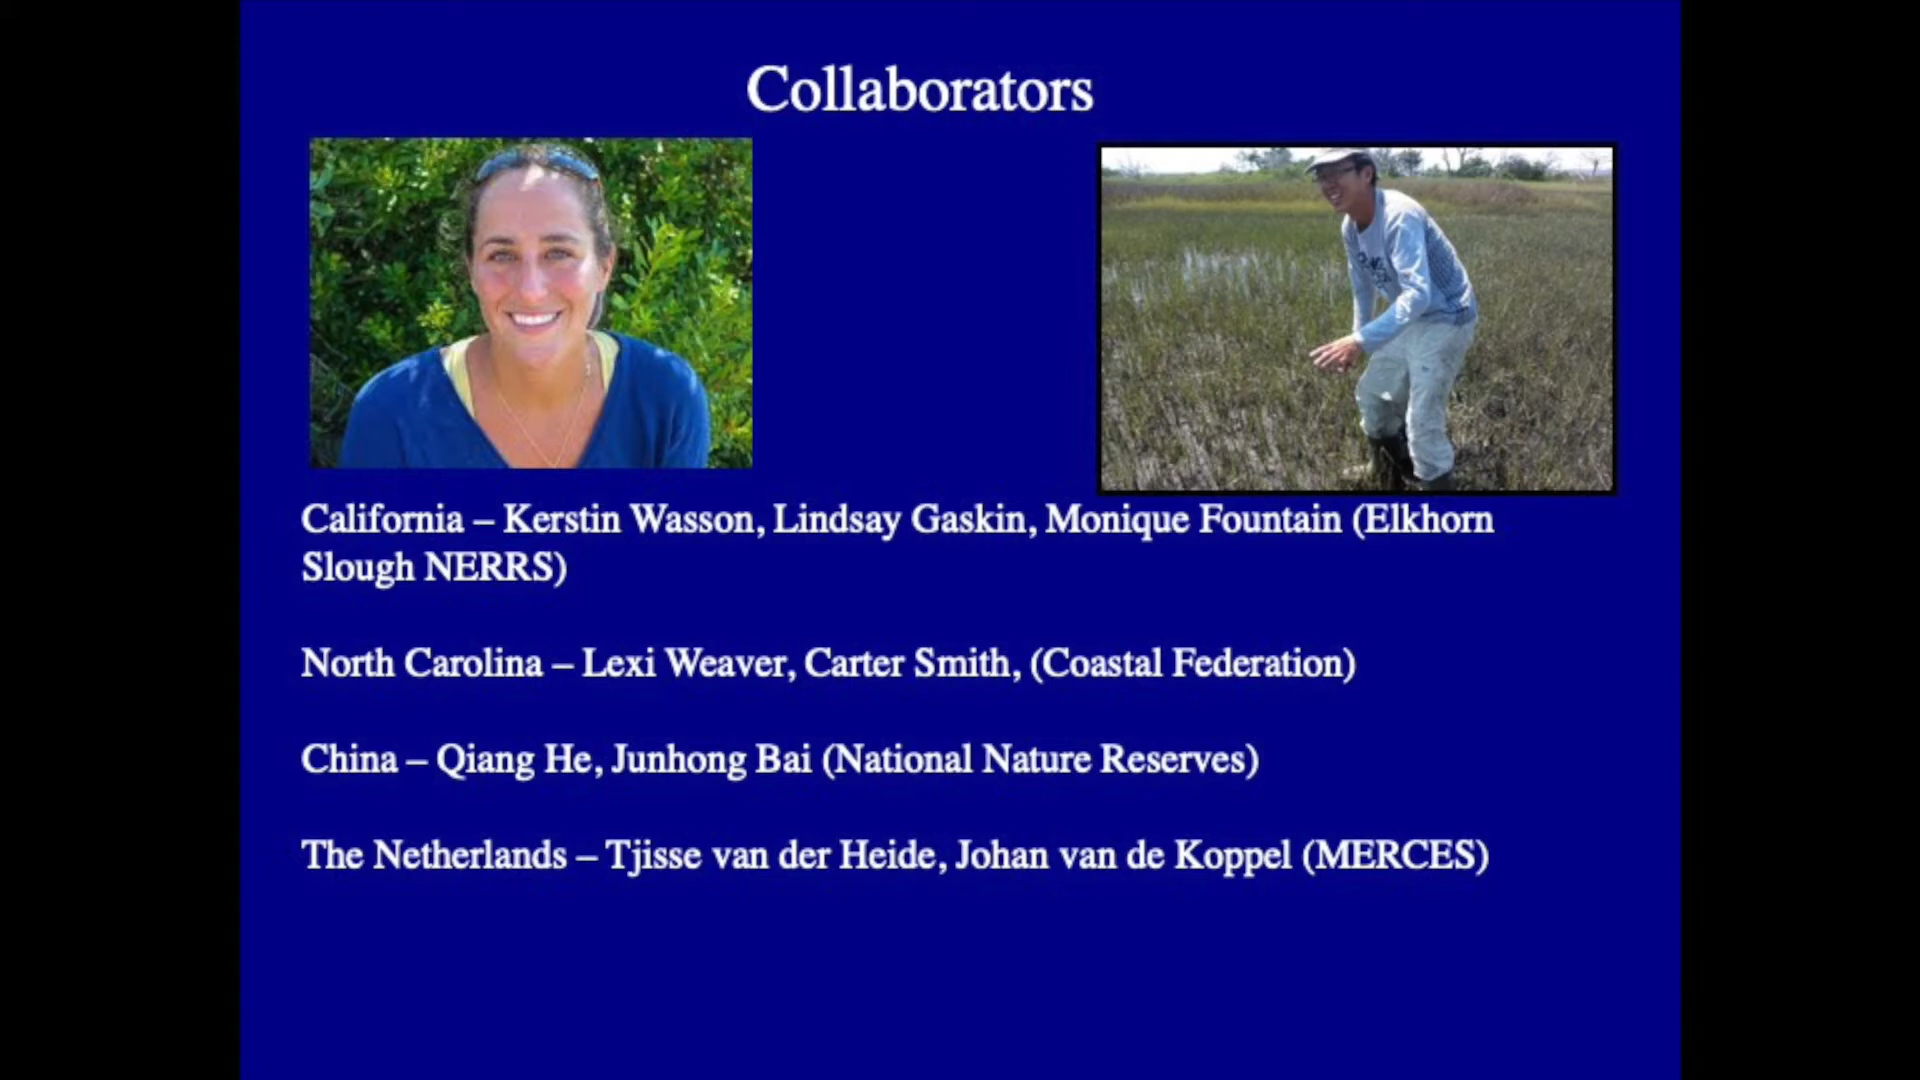 Collaborators
California – Kerstin Wasson, Lindsay Gaskin, Monique Fountain (Elkhorn
Slough NERRS)
North Carolina – Lexi Weaver, Carter Smith, (Coastal Federation)
China – Qiang He, Junhong Bai (National Nature Reserves)
The Netherlands – Tjisse van der Heide, Johan van de Koppel (MERCES)